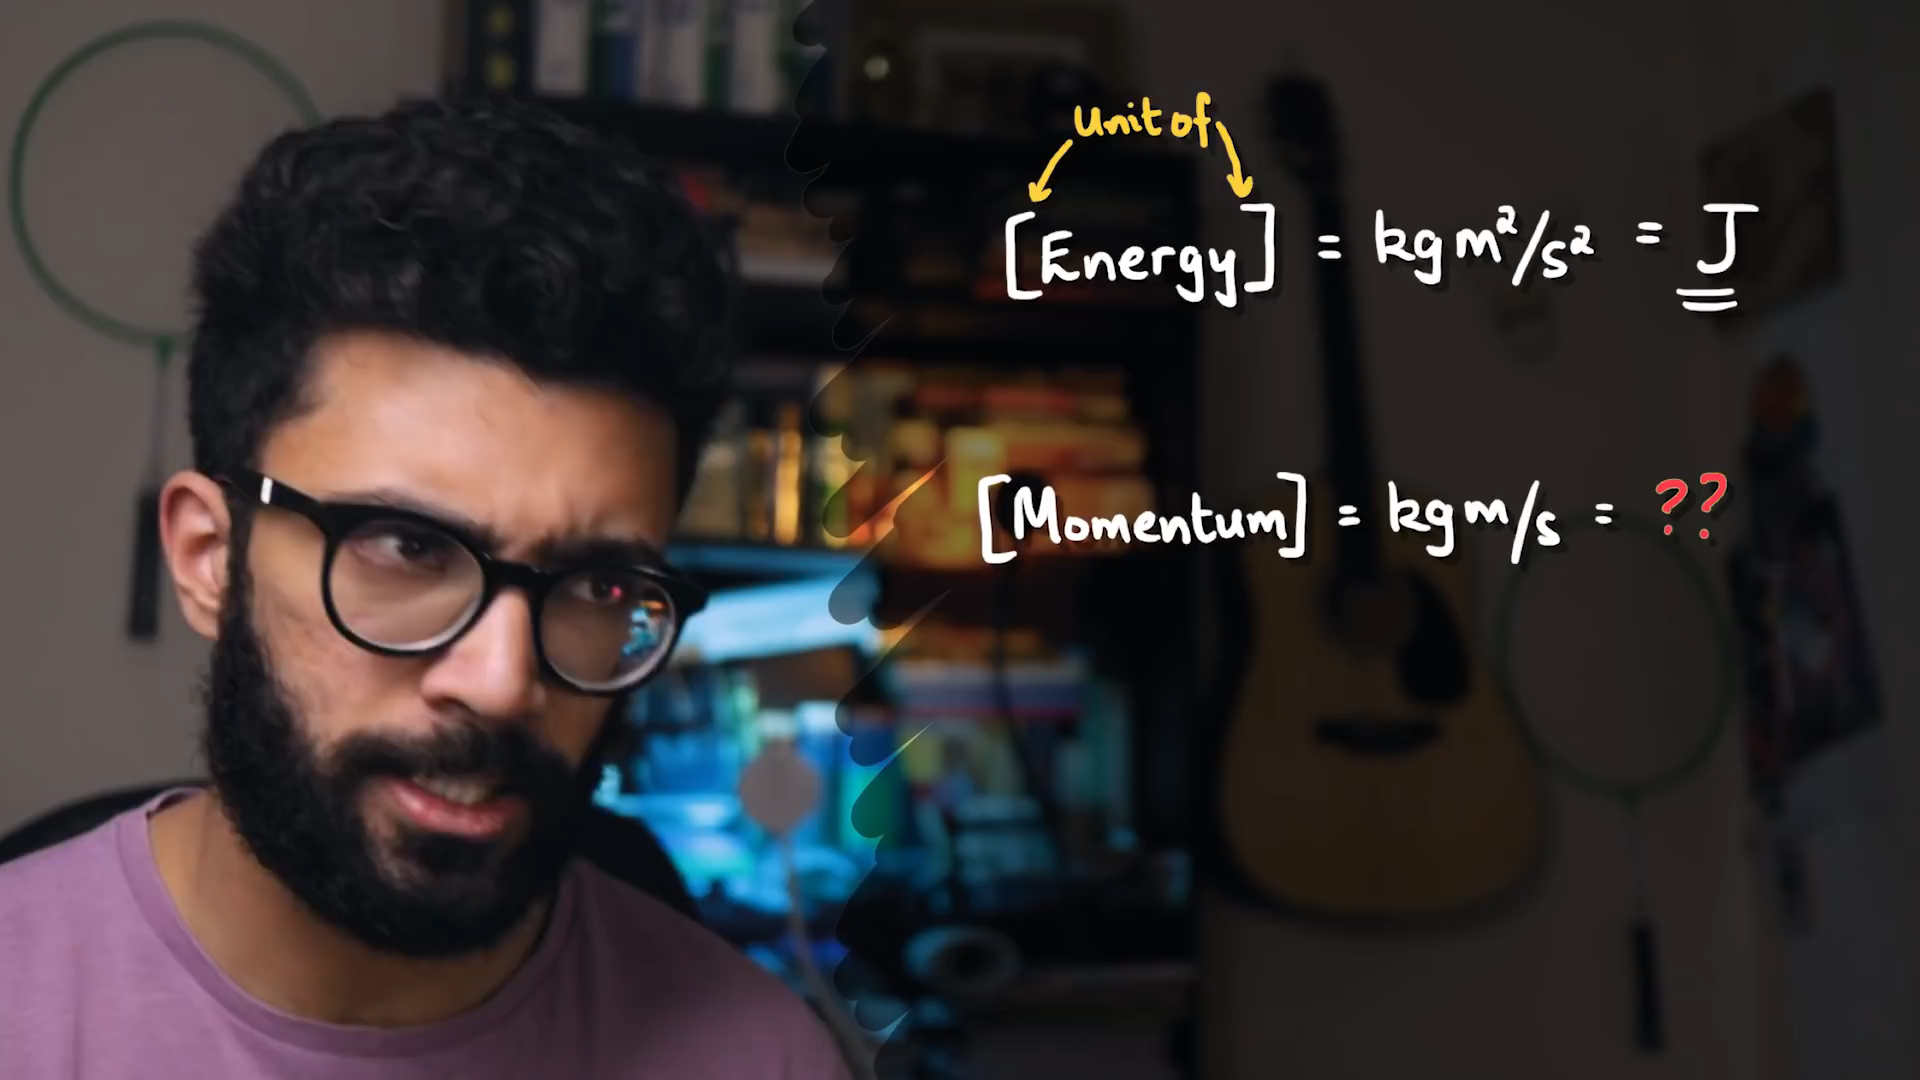 Unit of
[Energy] = kg m²/s² = J
[Momentum] = kg m/s = ??